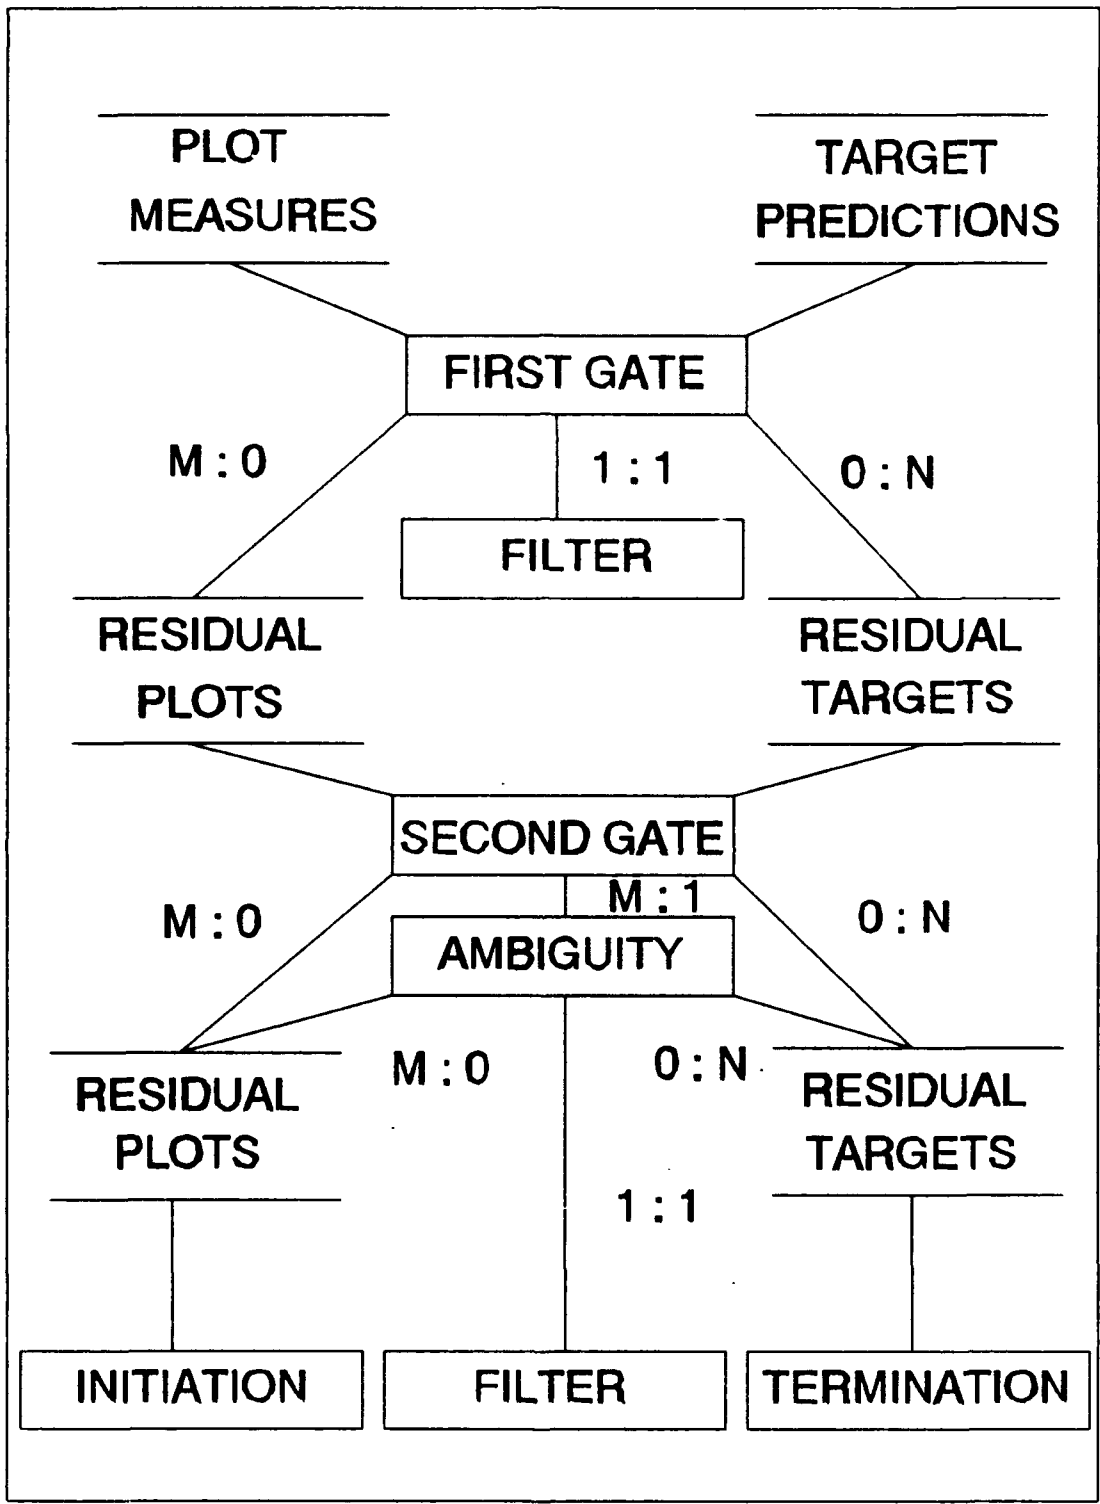 PLOT
MEASURES
TARGET
PREDICTIONS
FIRST GATE
M : 0
1 : 1
0 : N
FILTER
RESIDUAL
PLOTS
RESIDUAL
TARGETS
SECOND GATE
M : 0
M : 1
0 : N
AMBIGUITY
M : 0
0 : N
RESIDUAL
PLOTS
RESIDUAL
TARGETS
1 : 1
INITIATION
FILTER
TERMINATION